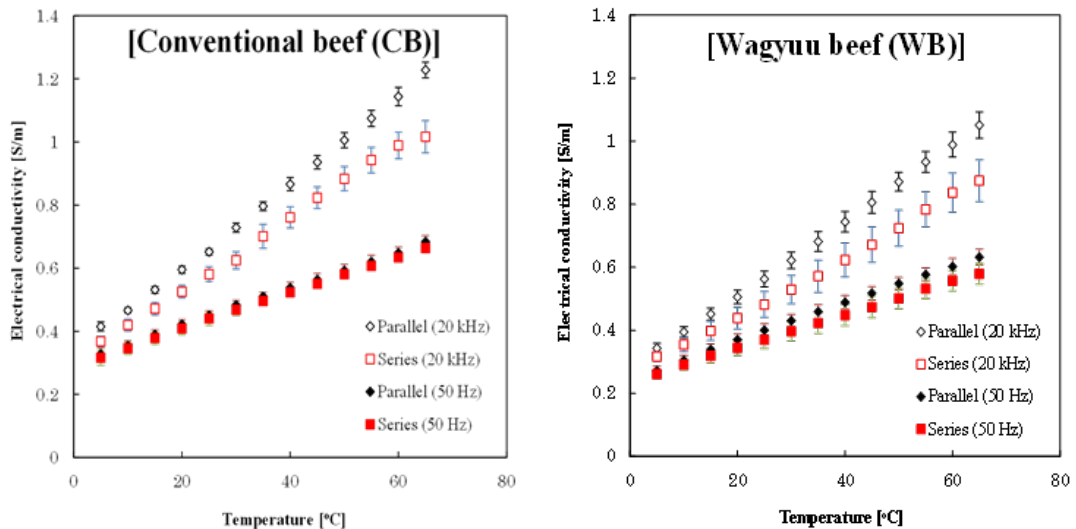 [Conventional beef (CB)]
Electrical conductivity [S/m]
1.4
1.2
1
0.8
0.6
0.4
0.2
0
Parallel (20 kHz)
Series (20 kHz)
Parallel (50 Hz)
Series (50 Hz)
0
20
40
60
80
Temperature [°C]
[Wagyuu beef (WB)]
Electrical conductivity [S/m]
1.4
1.2
1
0.8
0.6
0.4
0.2
0
Parallel (20 kHz)
Series (20 kHz)
Parallel (50 Hz)
Series (50 Hz)
0
20
40
60
80
Temperature [°C]